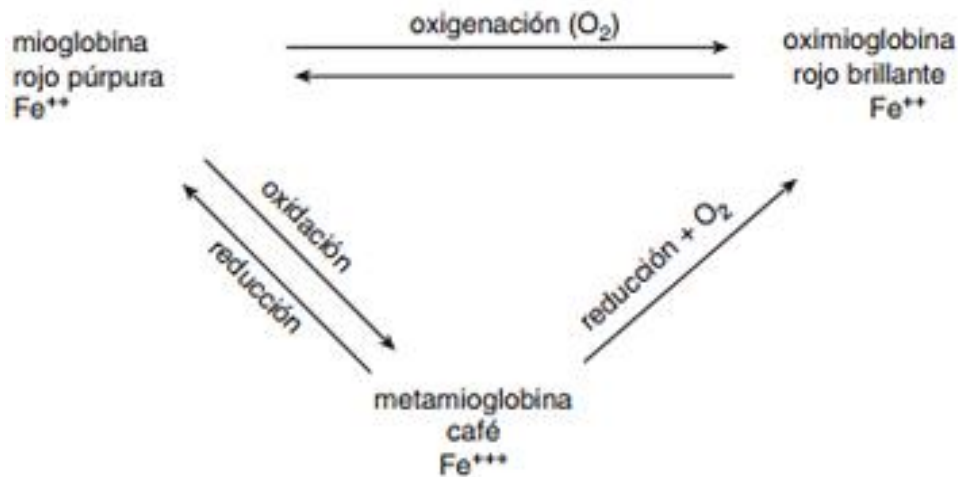 oxigenación (O₂)
mioglobina
rojo púrpura
Fe⁺⁺
oximioglobina
rojo brillante
Fe⁺⁺
oxidación
reducción
reducción + O₂
metamioglobina
café
Fe⁺⁺⁺